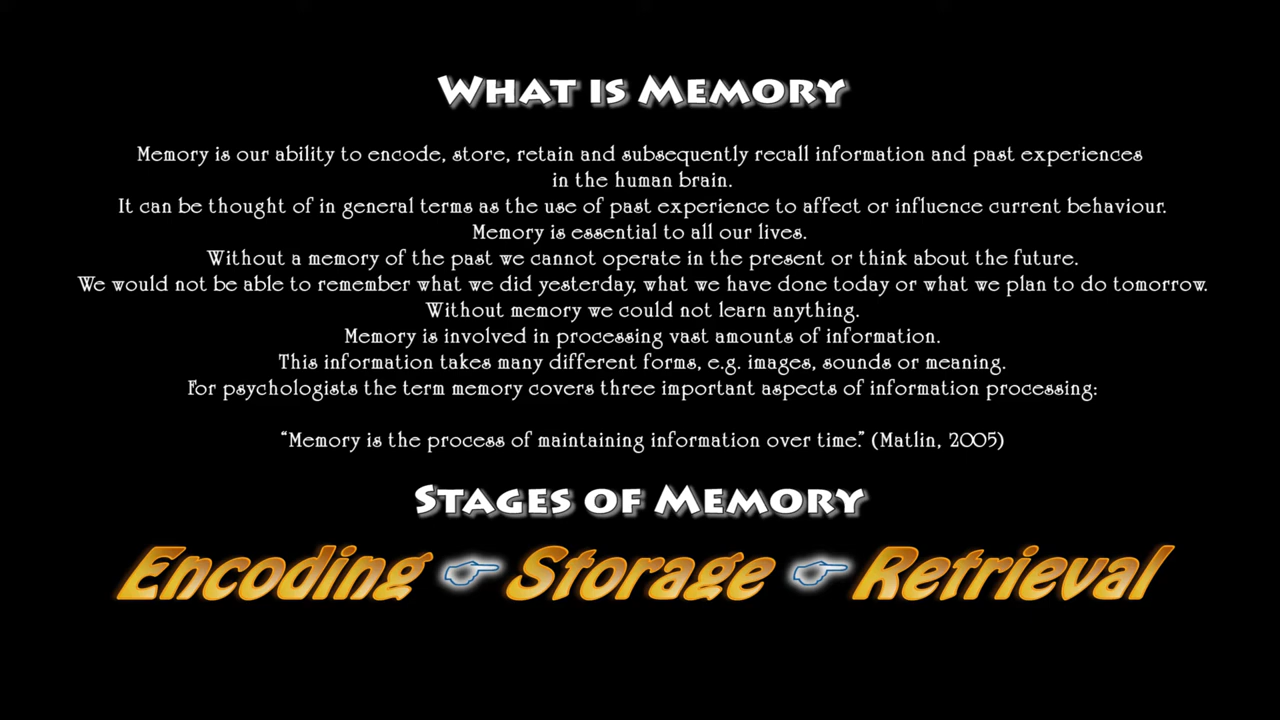 What is Memory
Memory is our ability to encode, store, retain and subsequently recall information and past experiences
in the human brain.
It can be thought of in general terms as the use of past experience to affect or influence current behaviour.
Memory is essential to all our lives.
Without a memory of the past we cannot operate in the present or think about the future.
We would not be able to remember what we did yesterday, what we have done today or what we plan to do tomorrow.
Without memory we could not learn anything.
Memory is involved in processing vast amounts of information.
This information takes many different forms, e.g. images, sounds or meaning.
For psychologists the term memory covers three important aspects of information processing:
“Memory is the process of maintaining information over time.” (Matlin, 2005)
Stages of Memory
Encoding ☞ Storage ☞ Retrieval